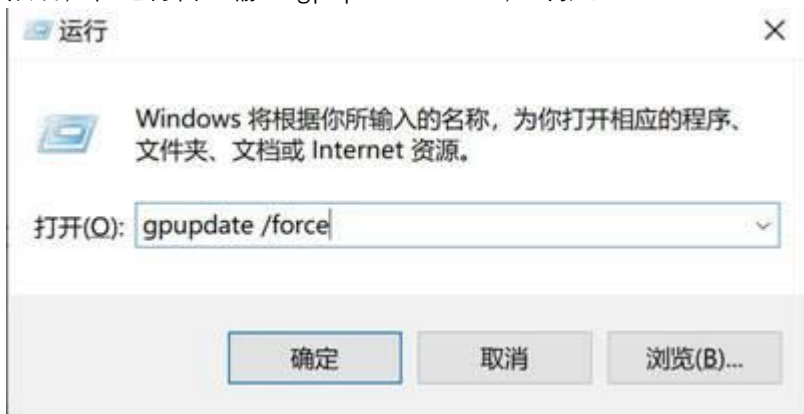 运行
Windows 将根据你所输入的名称，为你打开相应的程序、
文件夹、文档或 Internet 资源。
打开(O): gpupdate /force
确定 取消 浏览(B)...